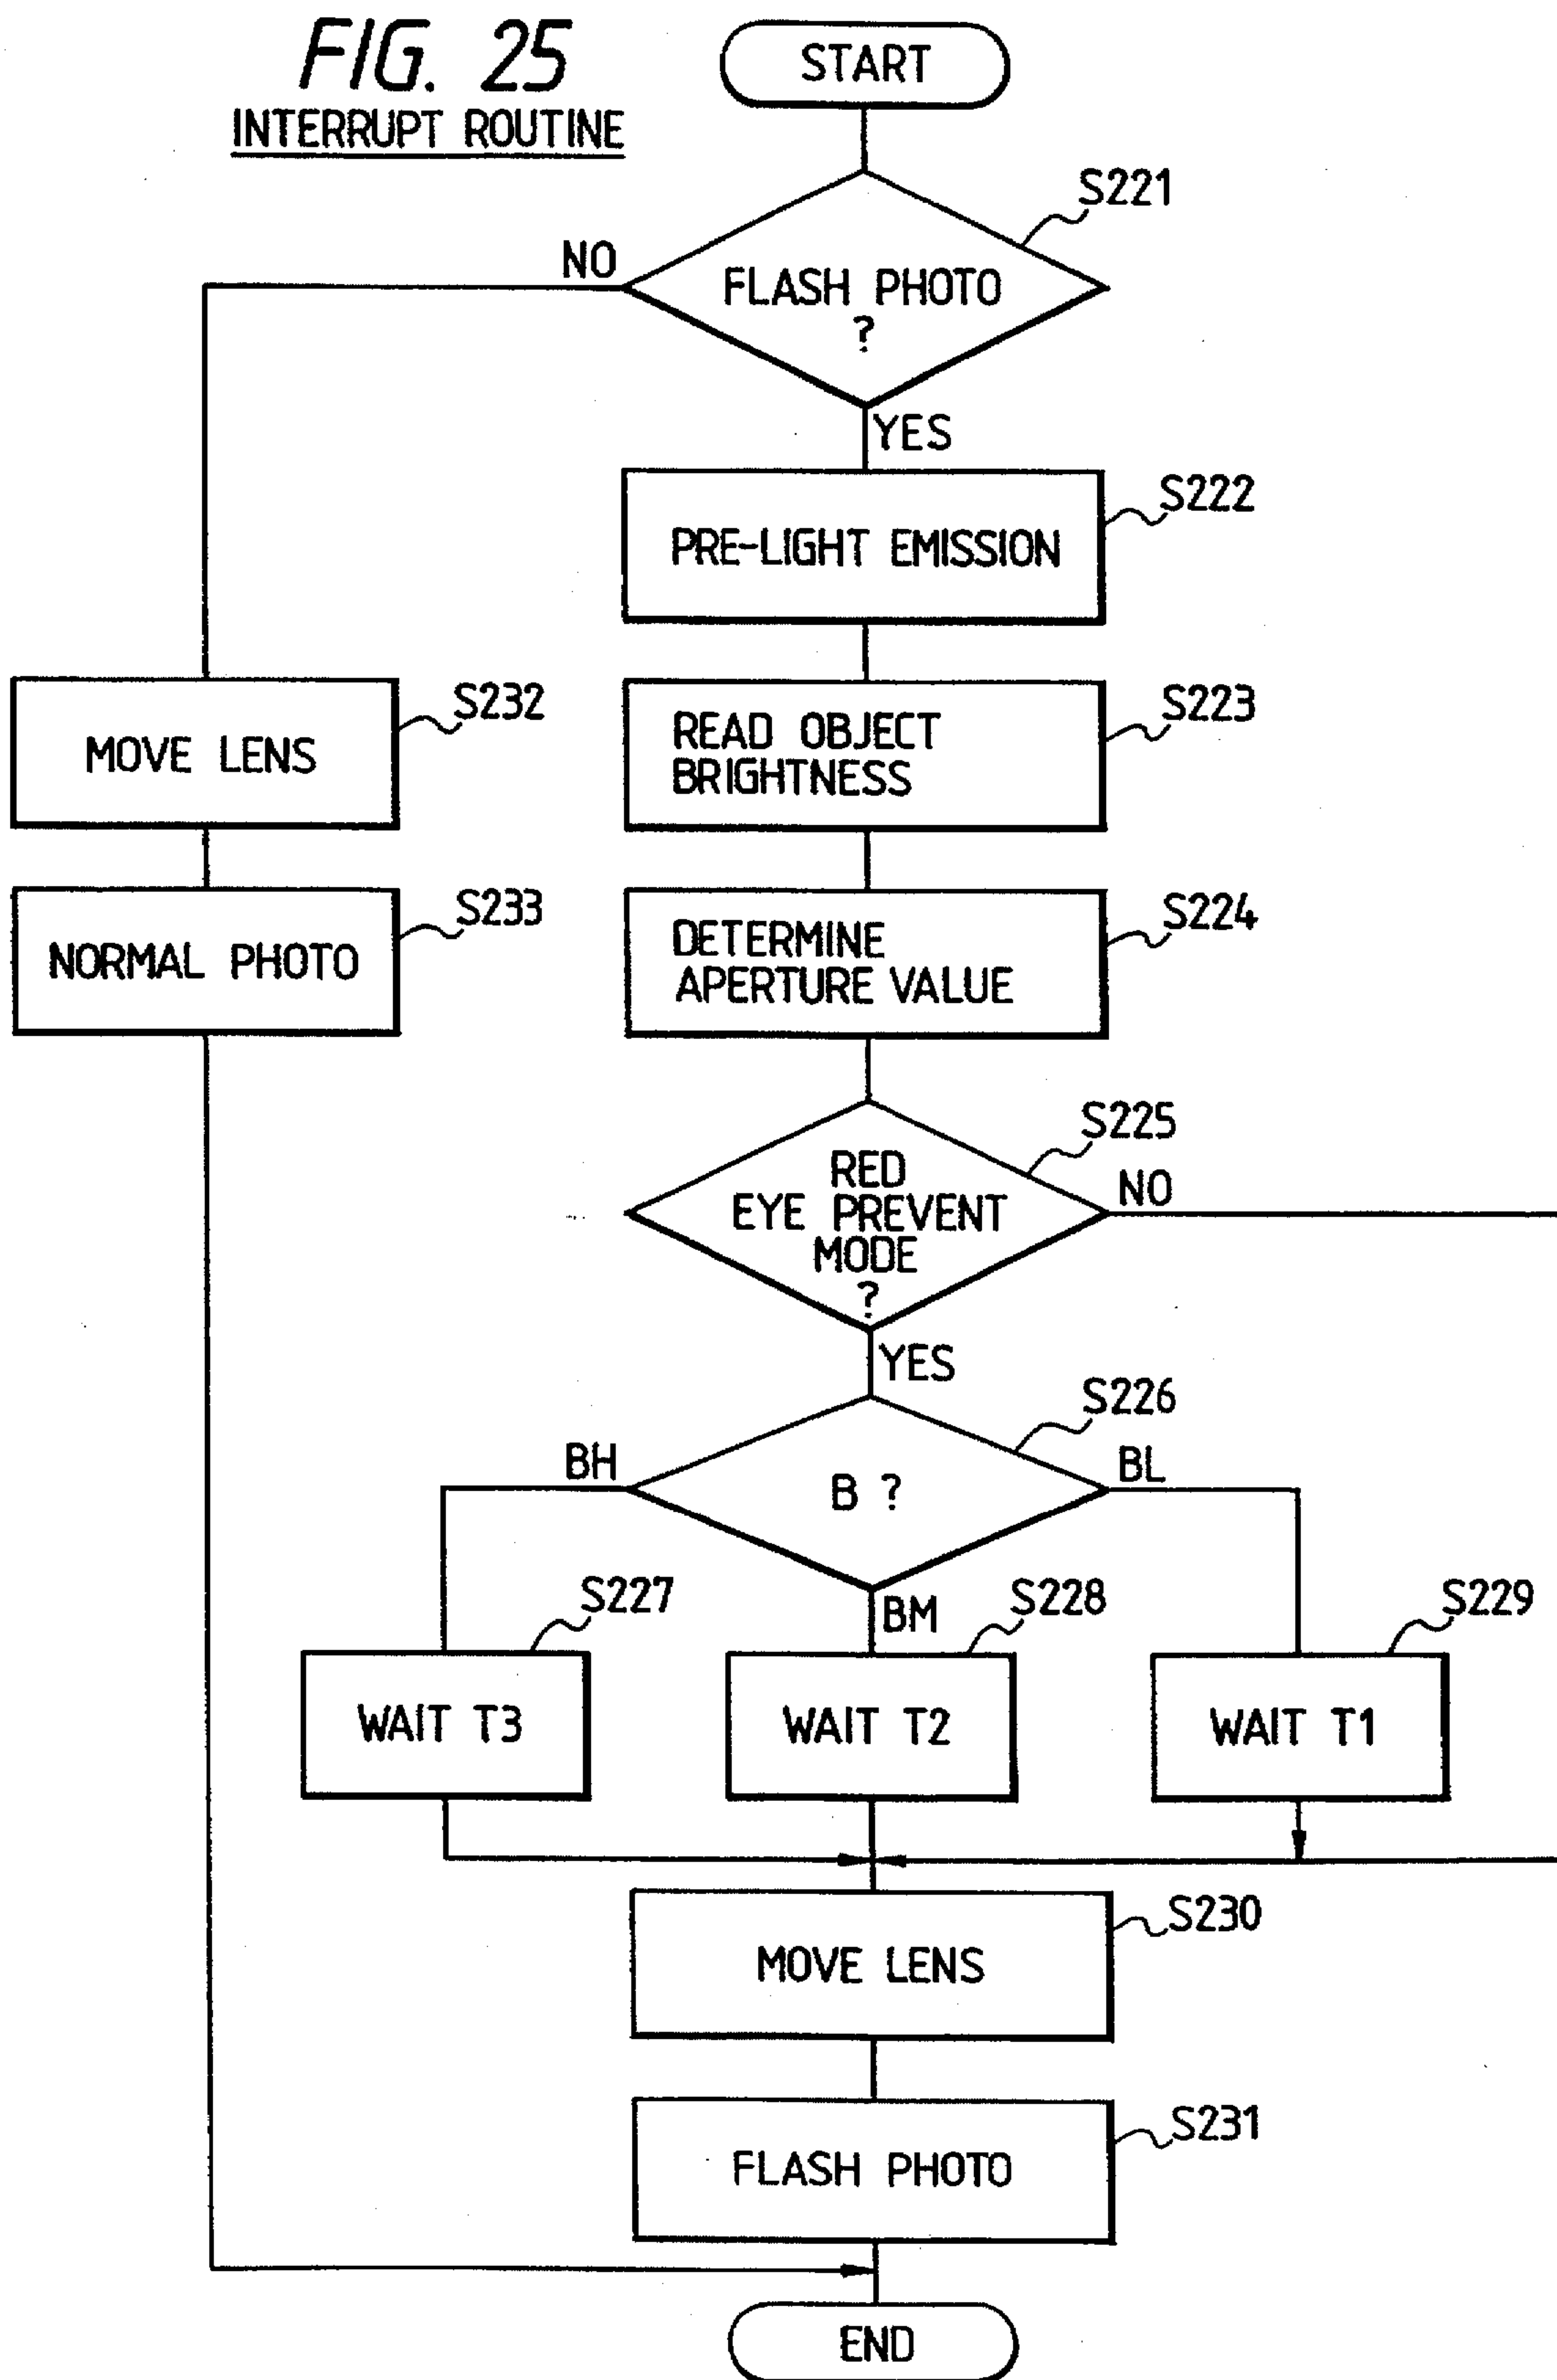 FIG. 25
INTERRUPT ROUTINE
START
S221
NO
FLASH PHOTO
?
YES
S222
PRE-LIGHT EMISSION
S232
MOVE LENS
S223
READ OBJECT
BRIGHTNESS
S233
NORMAL PHOTO
S224
DETERMINE
APERTURE VALUE
S225
RED
EYE PREVENT
MODE
?
NO
YES
S226
BH
B ?
BL
BM
S227
WAIT T3
S228
WAIT T2
S229
WAIT T1
S230
MOVE LENS
S231
FLASH PHOTO
END